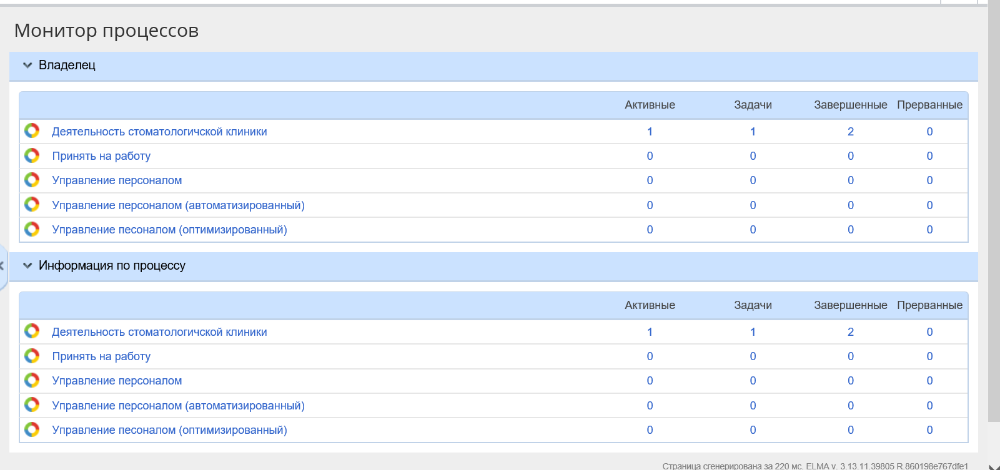 Монитор процессов
Владелец
Активные Задачи Завершенные Прерванные
Деятельность стоматологичской клиники 1 1 2 0
Принять на работу 0 0 0 0
Управление персоналом 0 0 0 0
Управление персоналом (автоматизированный) 0 0 0 0
Управление песоналом (оптимизированный) 0 0 0 0
Информация по процессу
Активные Задачи Завершенные Прерванные
Деятельность стоматологичской клиники 1 1 2 0
Принять на работу 0 0 0 0
Управление персоналом 0 0 0 0
Управление персоналом (автоматизированный) 0 0 0 0
Управление песоналом (оптимизированный) 0 0 0 0
Страница сгенерирована за 220 мс. ELMA v. 3.13.11.39805 R.860198e767dfe1